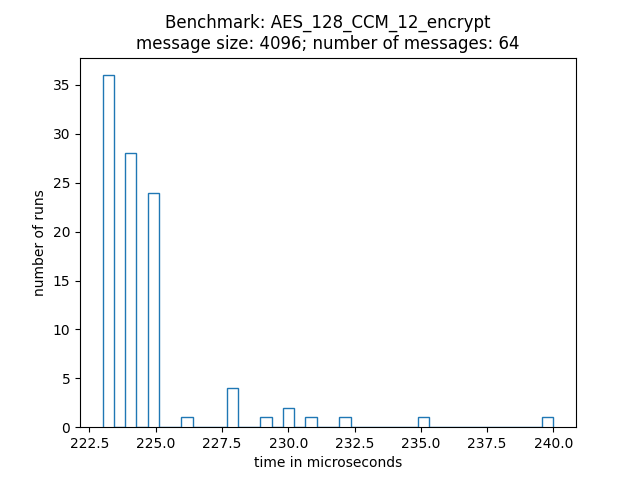 Benchmark: AES_128_CCM_12_encrypt
message size: 4096; number of messages: 64
35
30
25
20
15
10
5
0
number of runs
222.5 225.0 227.5 230.0 232.5 235.0 237.5 240.0
time in microseconds